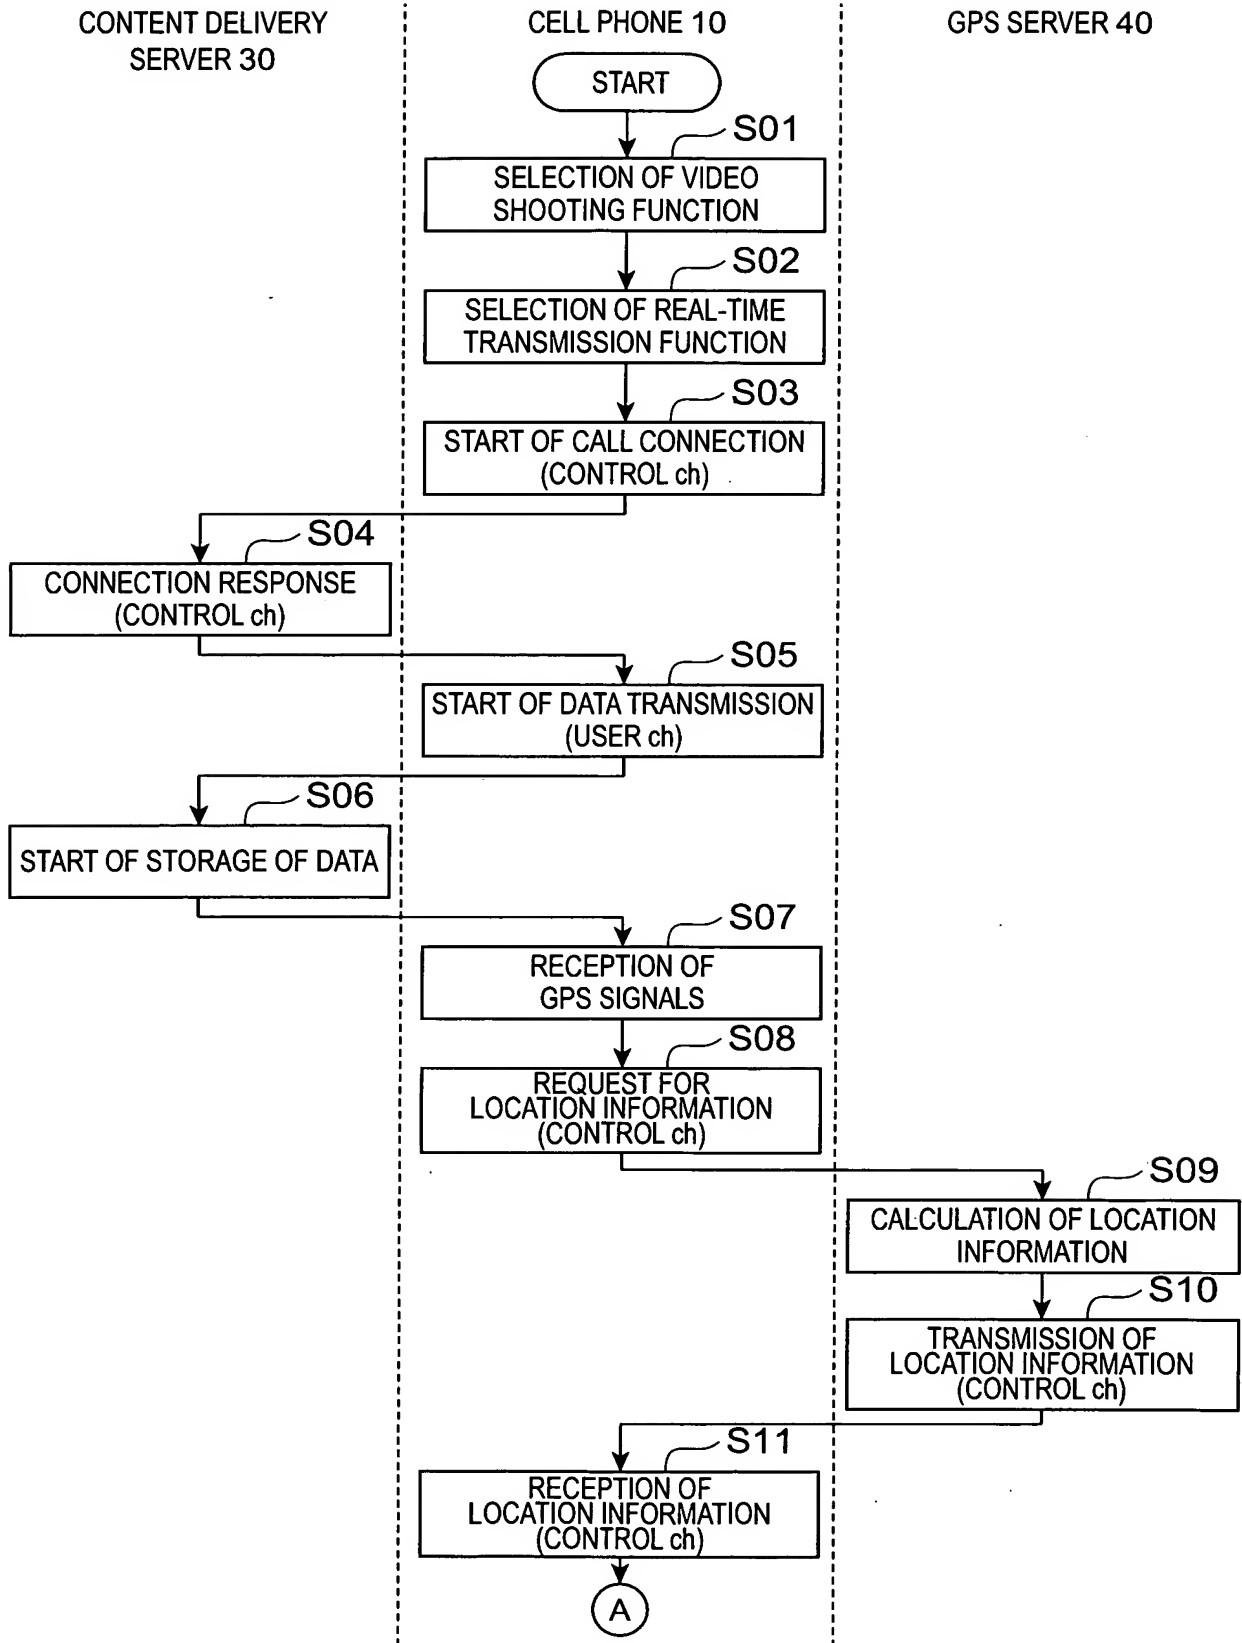 CONTENT DELIVERY
SERVER 30
CELL PHONE 10
GPS SERVER 40
START
S01
SELECTION OF VIDEO
SHOOTING FUNCTION
S02
SELECTION OF REAL-TIME
TRANSMISSION FUNCTION
S03
START OF CALL CONNECTION
(CONTROL ch)
S04
CONNECTION RESPONSE
(CONTROL ch)
S05
START OF DATA TRANSMISSION
(USER ch)
S06
START OF STORAGE OF DATA
S07
RECEPTION OF
GPS SIGNALS
S08
REQUEST FOR
LOCATION INFORMATION
(CONTROL ch)
S09
CALCULATION OF LOCATION
INFORMATION
S10
TRANSMISSION OF
LOCATION INFORMATION
(CONTROL ch)
S11
RECEPTION OF
LOCATION INFORMATION
(CONTROL ch)
A